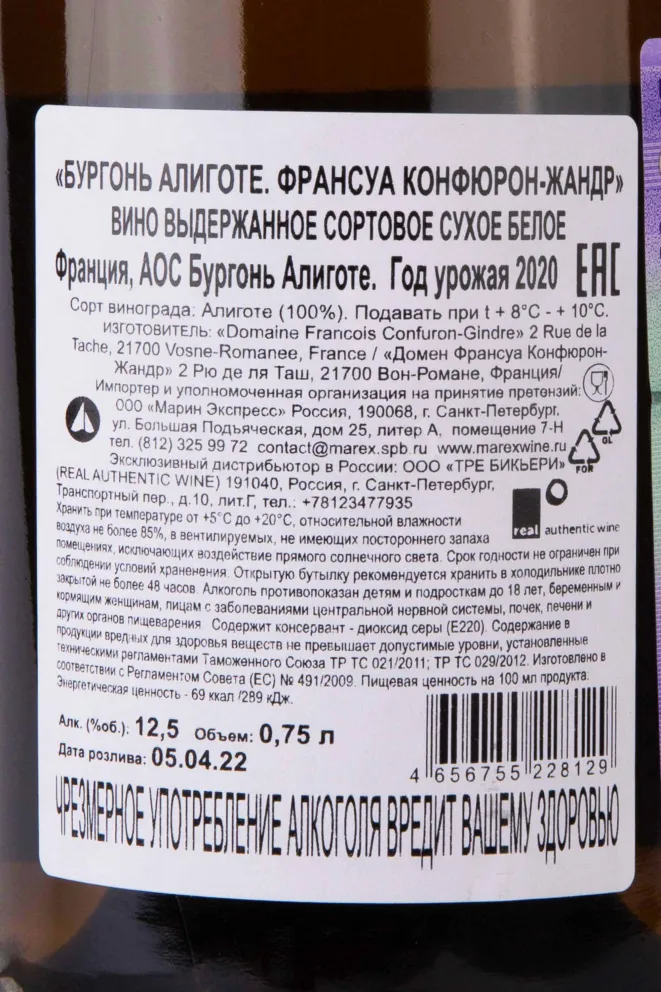 «БУРГОНЬ АЛИГОТЕ. ФРАНСУА КОНФЮРОН-ЖАНДР»
ВИНО ВЫДЕРЖАННОЕ СОРТОВОЕ СУХОЕ БЕЛОЕ
Франция, АОС Бургонь Алиготе. Год урожая 2020 EAC
Сорт винограда: Алиготе (100%). Подавать при t + 8°C - + 10°C.
ИЗГОТОВИТЕЛЬ: «Domaine Francois Confuron-Gindre» 2 Rue de la
Tache, 21700 Vosne-Romanee, France / «Домен Франсуа Конфюрон-
Жандр» 2 Рю де ля Таш, 21700 Вон-Романе, Франция/
Импортер и уполномоченная организация на принятие претензий:
ООО «Марин Экспресс» Россия, 190068, г. Санкт-Петербург,
ул. Большая Подъяческая, дом 25, литер А, помещение 7-Н
тел. (812) 325 99 72 contact@marex.spb.ru www.marexwine.ru
GL
FOR
Эксклюзивный дистрибьютор в России: ООО «ТРЕ БИКЬЕРИ»
(REAL AUTHENTIC WINE) 191040, Россия, г. Санкт-Петербург,
Транспортный пер., д.10, лит.Г, тел.: +78123477935
real authentic wine
Хранить при температуре от +5°С до +20°С, относительной влажности
воздуха не более 85%, в вентилируемых, не имеющих постороннего запаха
помещениях, исключающих воздействие прямого солнечного света. Срок годности не ограничен при
соблюдении условий хранения. Открытую бутылку рекомендуется хранить в холодильнике плотно
закрытой не более 48 часов. Алкоголь противопоказан детям и подросткам до 18 лет, беременным и
кормящим женщинам, лицам с заболеваниями центральной нервной системы, почек, печени и
других органов пищеварения. Содержит консервант - диоксид серы (Е220). Содержание в
продукции вредных для здоровья веществ не превышает допустимые уровни, установленные
техническими регламентами Таможенного Союза ТР ТС 021/2011; ТР ТС 029/2012. Изготовлено в
соответствии с Регламентом Совета (ЕС) № 491/2009. Пищевая ценность на 100 мл продукта:
Энергетическая ценность - 69 ккал /289 кДж.
Алк. (%об.): 12,5 Объем: 0,75 л
Дата розлива: 05.04.22
4 656755 228129
ЧРЕЗМЕРНОЕ УПОТРЕБЛЕНИЕ АЛКОГОЛЯ ВРЕДИТ ВАШЕМУ ЗДОРОВЬЮ